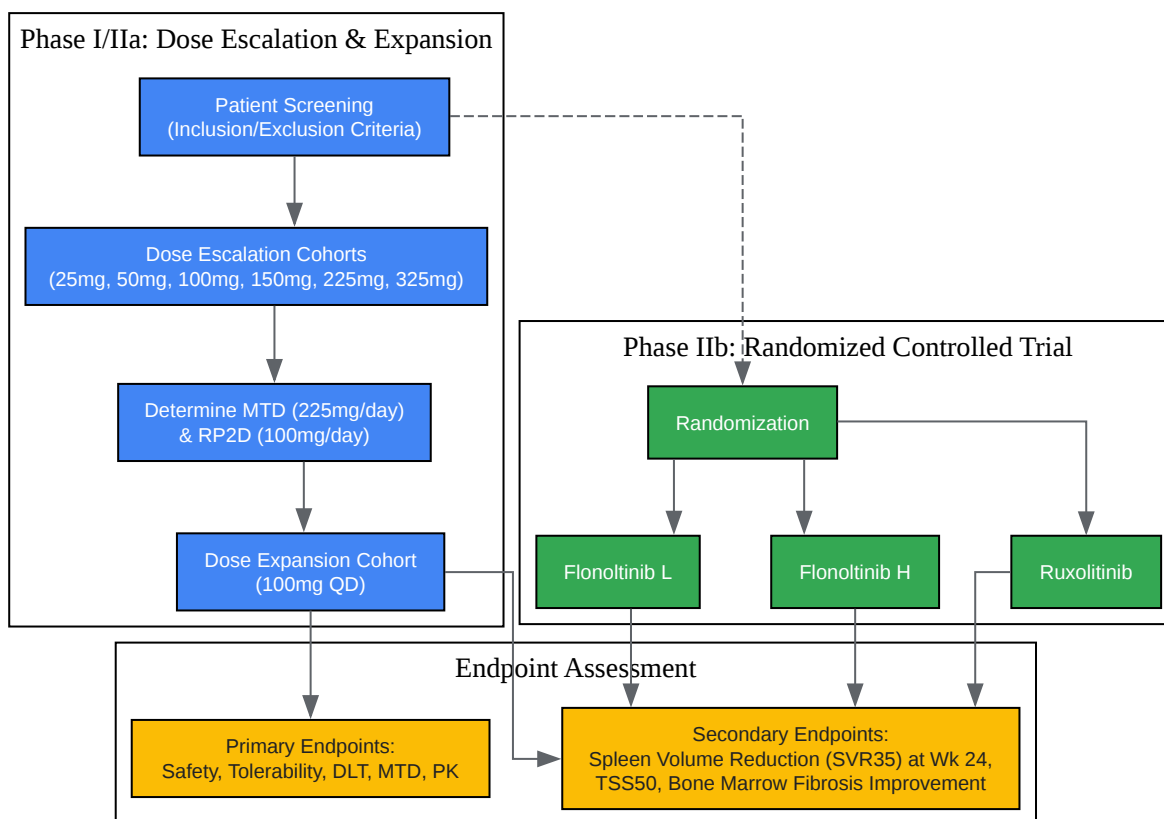 Phase I/IIa: Dose Escalation & Expansion
Patient Screening
(Inclusion/Exclusion Criteria)
Dose Escalation Cohorts
(25mg, 50mg, 100mg, 150mg, 225mg, 325mg)
Determine MTD (225mg/day)
& RP2D (100mg/day)
Dose Expansion Cohort
(100mg QD)
Phase IIb: Randomized Controlled Trial
Randomization
Flonoltinib L
Flonoltinib H
Ruxolitinib
Endpoint Assessment
Primary Endpoints:
Safety, Tolerability, DLT, MTD, PK
Secondary Endpoints:
Spleen Volume Reduction (SVR35) at Wk 24,
TSS50, Bone Marrow Fibrosis Improvement